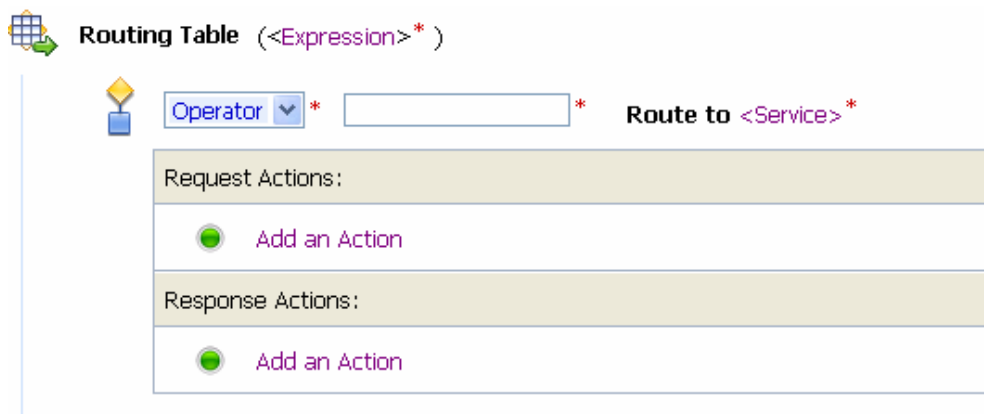 Routing Table (<Expression>* )
Operator * * Route to <Service>*
Request Actions:
Add an Action
Response Actions:
Add an Action